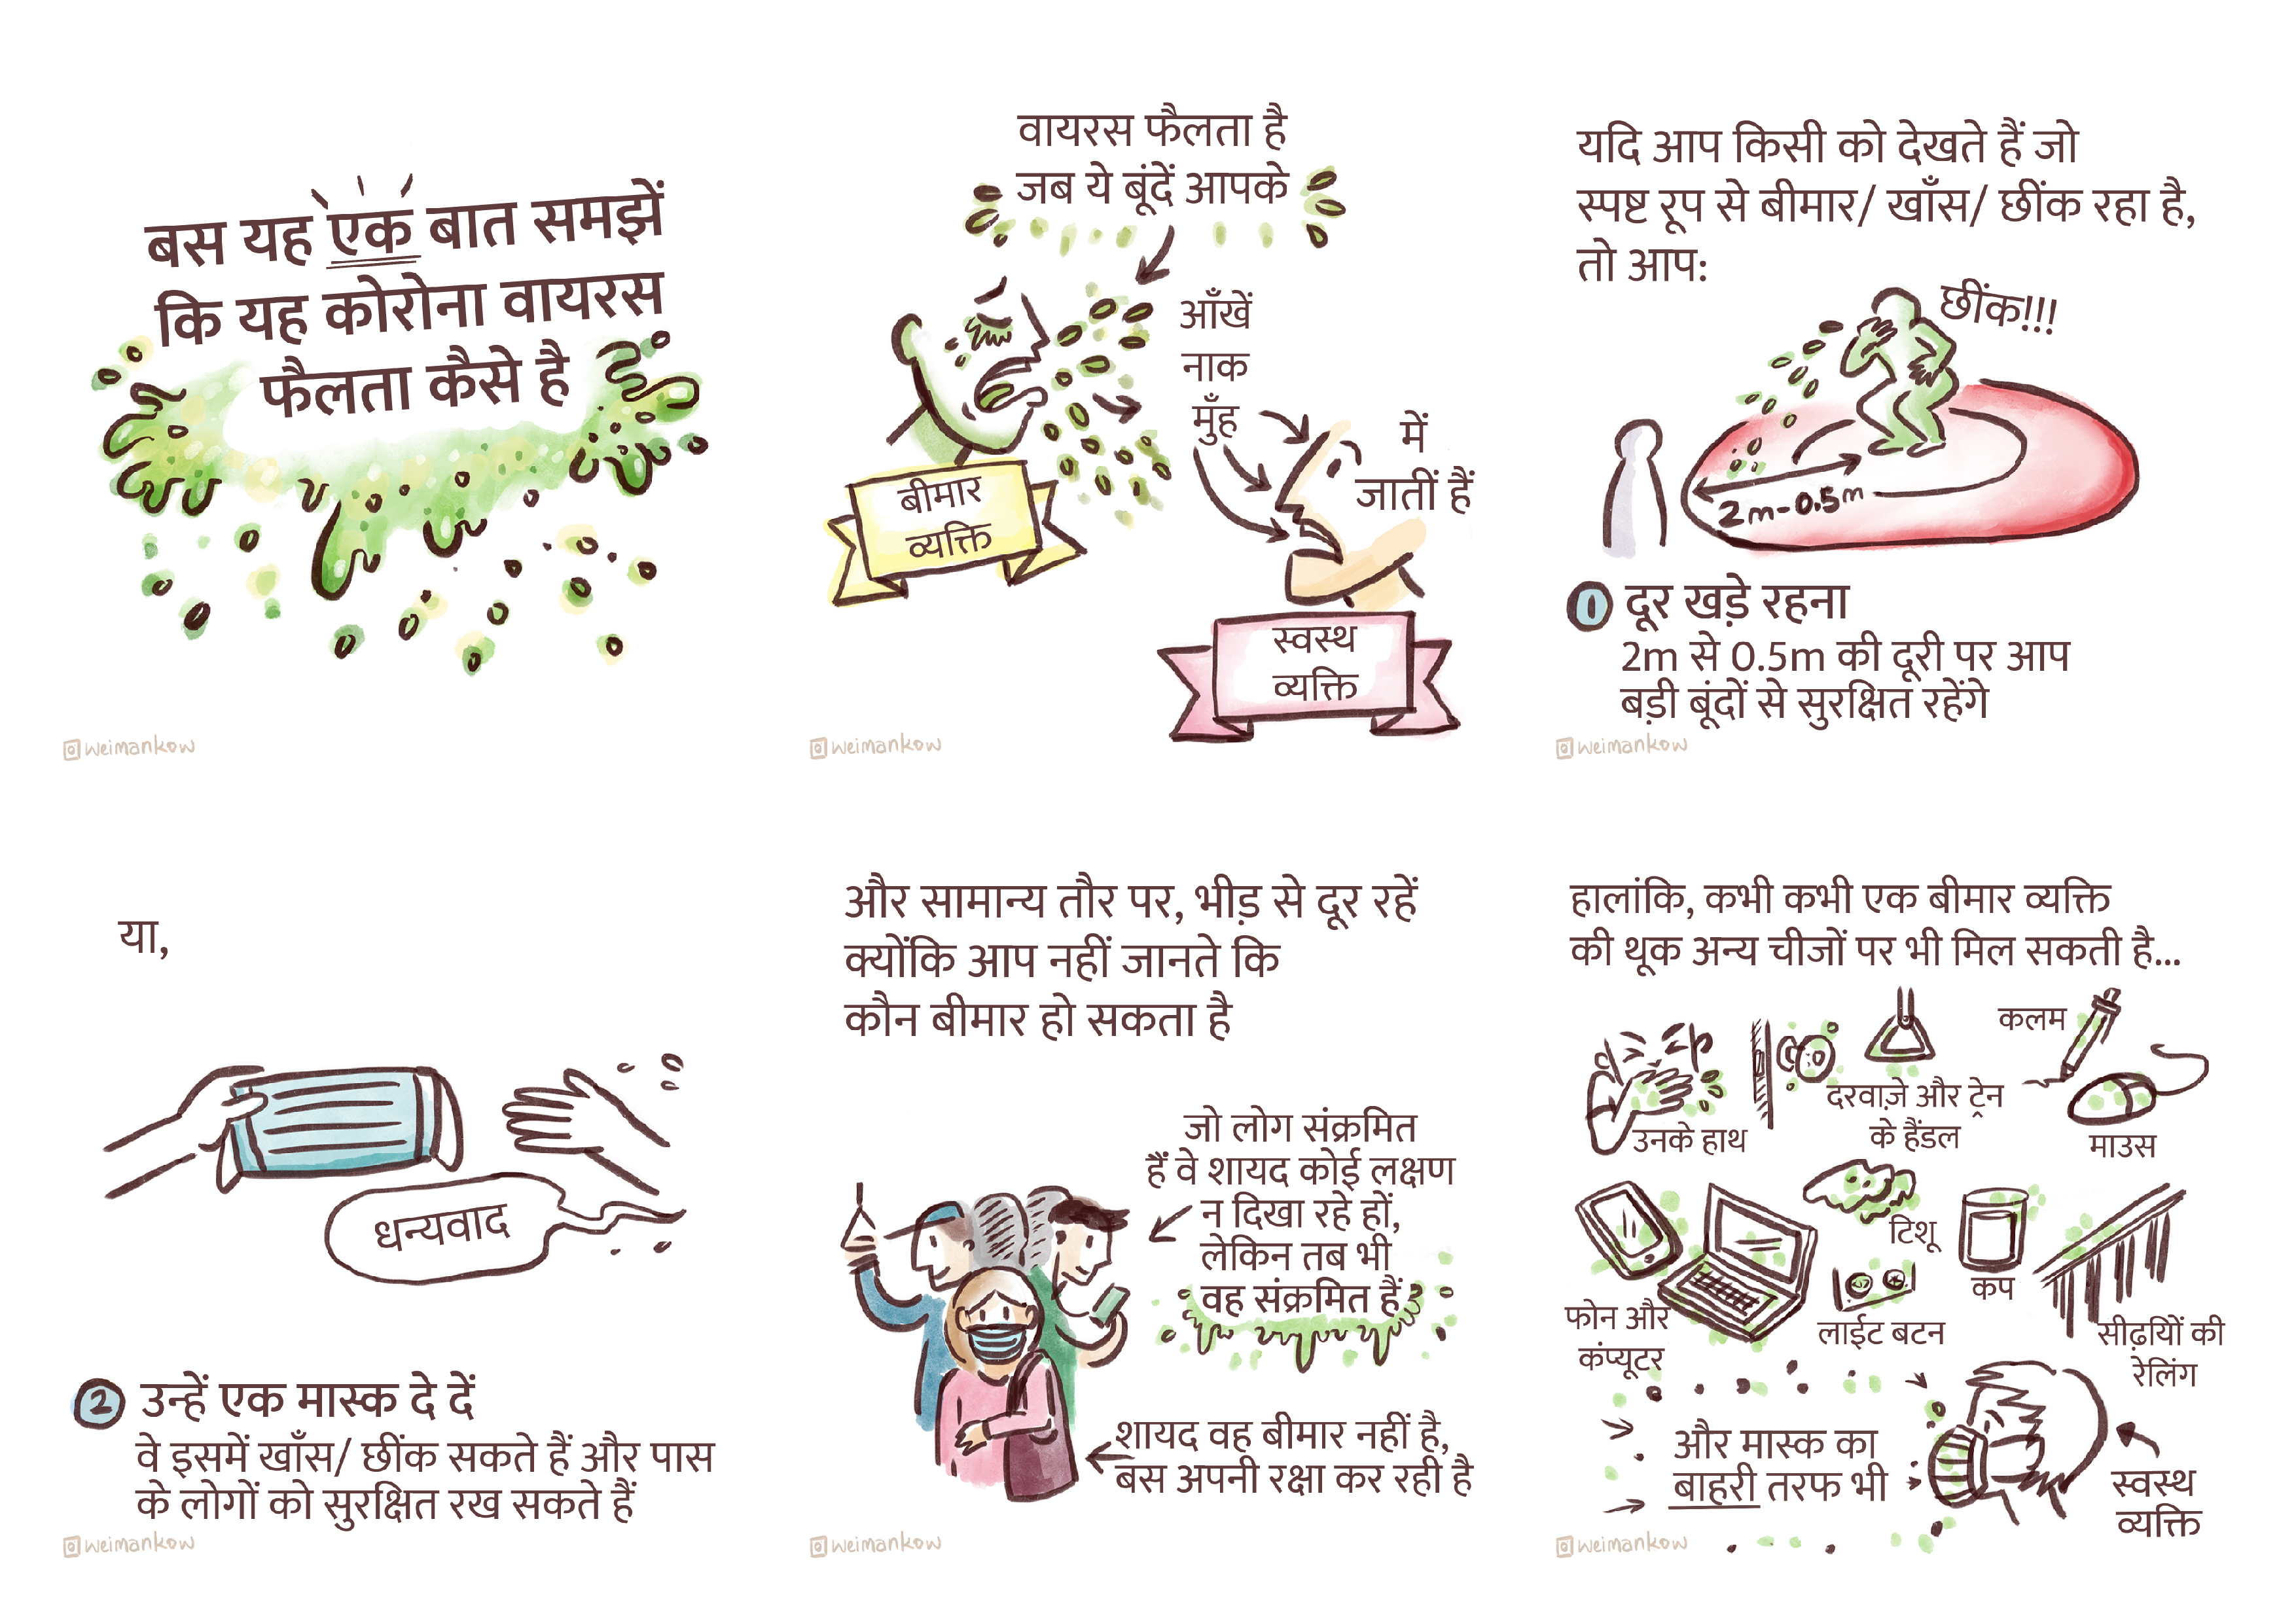 बस यह एक बात समझें
कि यह कोरोना वायरस
फैलता कैसे है
@weimankow
वायरस फैलता है
जब ये बूंदें आपके
आँखें
नाक
मुँह
में
जातीं हैं
बीमार
व्यक्ति
स्वस्थ
व्यक्ति
@weimankow
यदि आप किसी को देखते हैं जो
स्पष्ट रूप से बीमार/ खाँस/ छींक रहा है,
तो आप:
छींक!!!
2m-0.5m
1 दूर खड़े रहना
2m से 0.5m की दूरी पर आप
बड़ी बूंदों से सुरक्षित रहेंगे
@weimankow
या,
धन्यवाद
2 उन्हें एक मास्क दे दें
वे इसमें खाँस/ छींक सकते हैं और पास
के लोगों को सुरक्षित रख सकते हैं
@weimankow
और सामान्य तौर पर, भीड़ से दूर रहें
क्योंकि आप नहीं जानते कि
कौन बीमार हो सकता है
जो लोग संक्रमित
हैं वे शायद कोई लक्षण
न दिखा रहे हों,
लेकिन तब भी
वह संक्रमित हैं
शायद वह बीमार नहीं है,
बस अपनी रक्षा कर रही है
@weimankow
हालांकि, कभी कभी एक बीमार व्यक्ति
की थूक अन्य चीजों पर भी मिल सकती है...
उनके हाथ
दरवाज़े और ट्रेन
के हैंडल
कलम
माउस
फोन और
कंप्यूटर
टिशू
लाईट बटन
कप
सीढ़यिों की
रेलिंग
और मास्क का
बाहरी तरफ भी
स्वस्थ
व्यक्ति
@weimankow